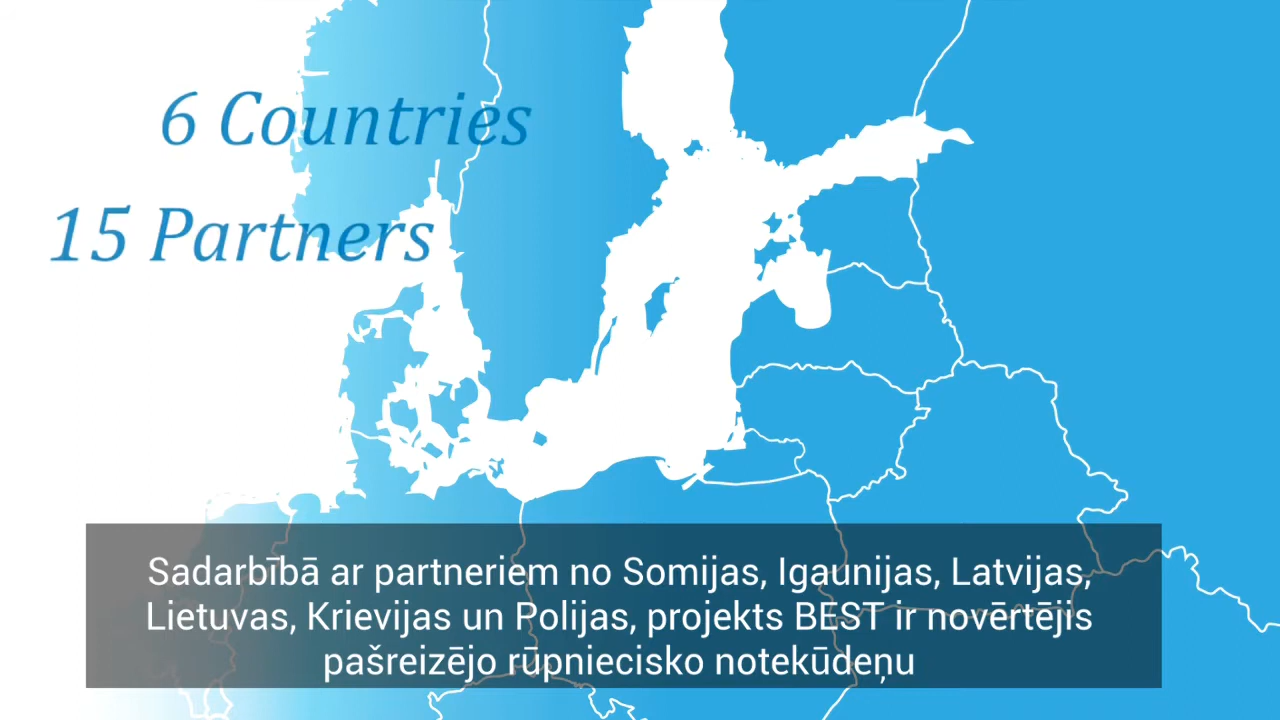 6 Countries
15 Partners
Sadarbībā ar partneriem no Somijas, Igaunijas, Latvijas,
Lietuvas, Krievijas un Polijas, projekts BEST ir novērtējis
pašreizējo rūpniecisko notekūdeņu